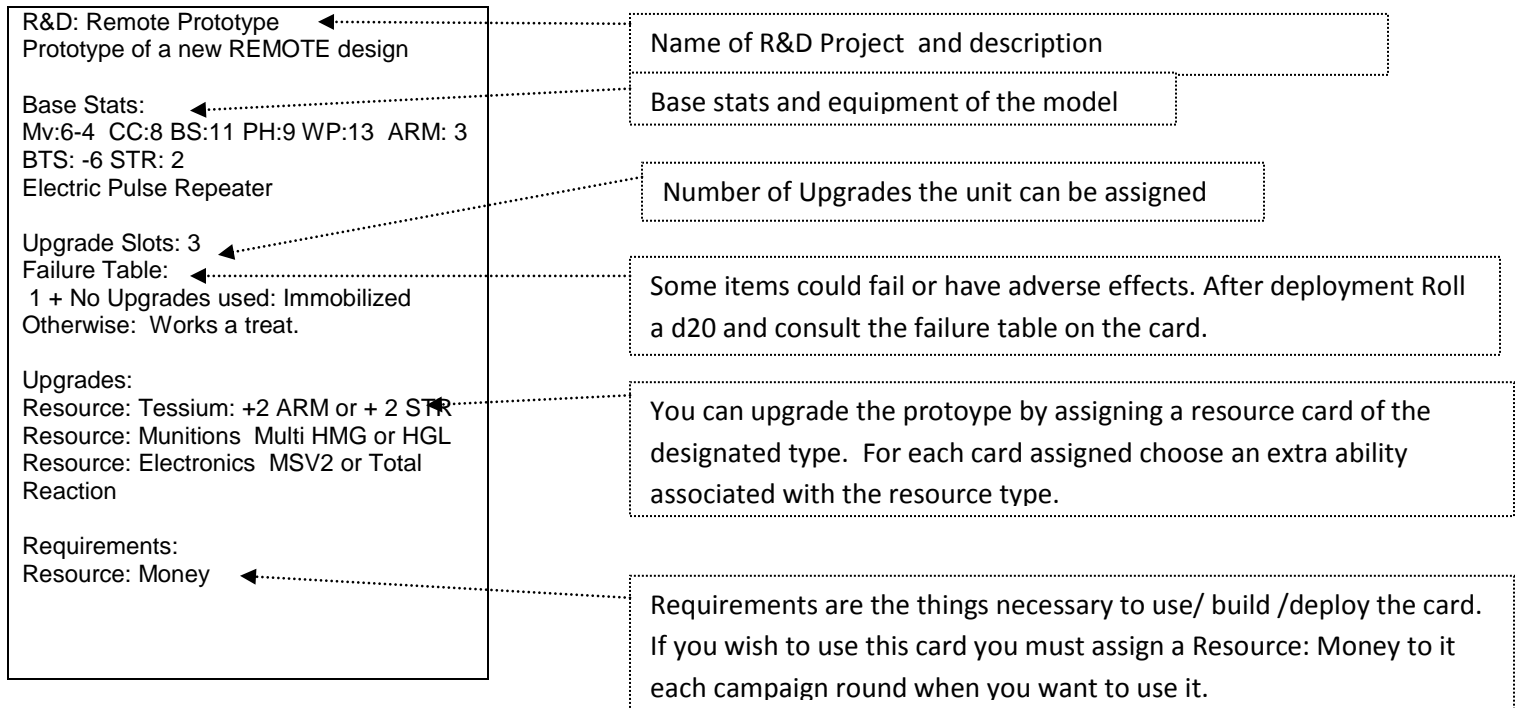 R&D: Remote Prototype
Prototype of a new REMOTE design
Base Stats:
Mv:6-4 CC:8 BS:11 PH:9 WP:13 ARM: 3
BTS: -6 STR: 2
Electric Pulse Repeater
Upgrade Slots: 3
Failure Table:
1 + No Upgrades used: Immobilized
Otherwise: Works a treat.
Upgrades:
Resource: Tessium: +2 ARM or + 2 STR
Resource: Munitions Multi HMG or HGL
Resource: Electronics MSV2 or Total
Reaction
Requirements:
Resource: Money
Name of R&D Project and description
Base stats and equipment of the model
Number of Upgrades the unit can be assigned
Some items could fail or have adverse effects. After deployment Roll
a d20 and consult the failure table on the card.
You can upgrade the protoype by assigning a resource card of the
designated type. For each card assigned choose an extra ability
associated with the resource type.
Requirements are the things necessary to use/ build /deploy the card.
If you wish to use this card you must assign a Resource: Money to it
each campaign round when you want to use it.